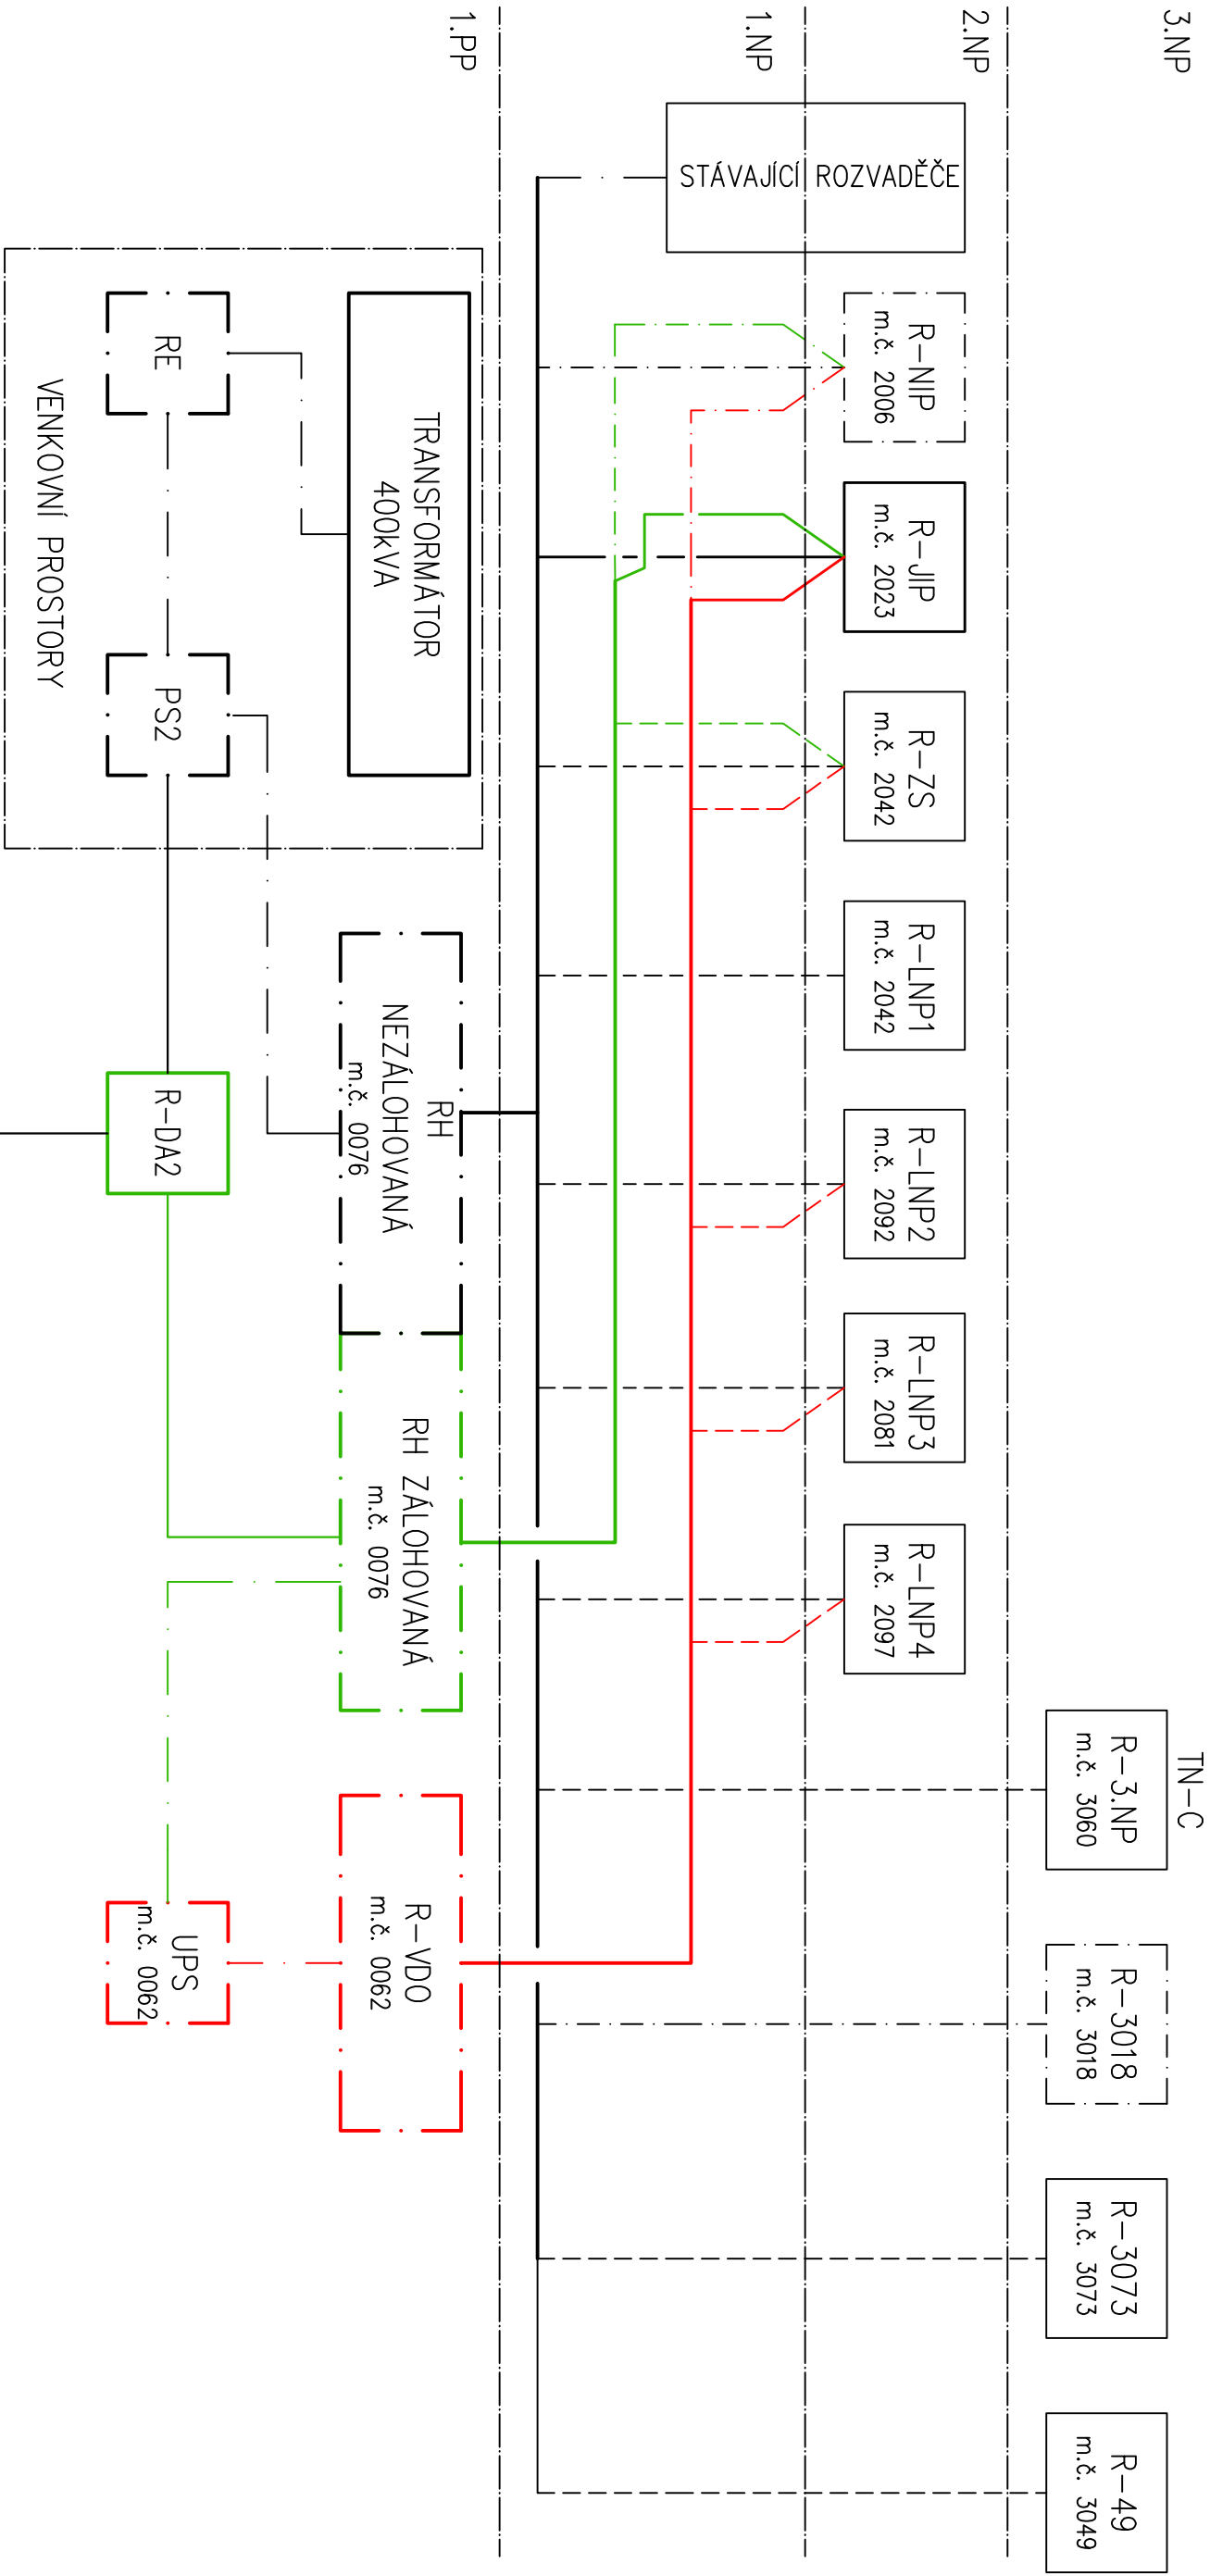 3.NP
TN-C
R-3.NP
m.č. 3060
R-3018
m.č. 3018
R-3073
m.č. 3073
R-49
m.č. 3049
2.NP
STÁVAJÍCÍ ROZVADĚČE
R-NIP
m.č. 2006
R-JIP
m.č. 2023
R-ZS
m.č. 2042
R-LNP1
m.č. 2042
R-LNP2
m.č. 2092
R-LNP3
m.č. 2081
R-LNP4
m.č. 2097
1.NP
1.PP
TRANSFORMÁTOR
400kVA
RH
NEZÁLOHOVANÁ
m.č. 0076
RH ZÁLOHOVANÁ
m.č. 0076
R-VDO
m.č. 0062
RE
PS2
R-DA2
UPS
m.č. 0062
VENKOVNÍ PROSTORY